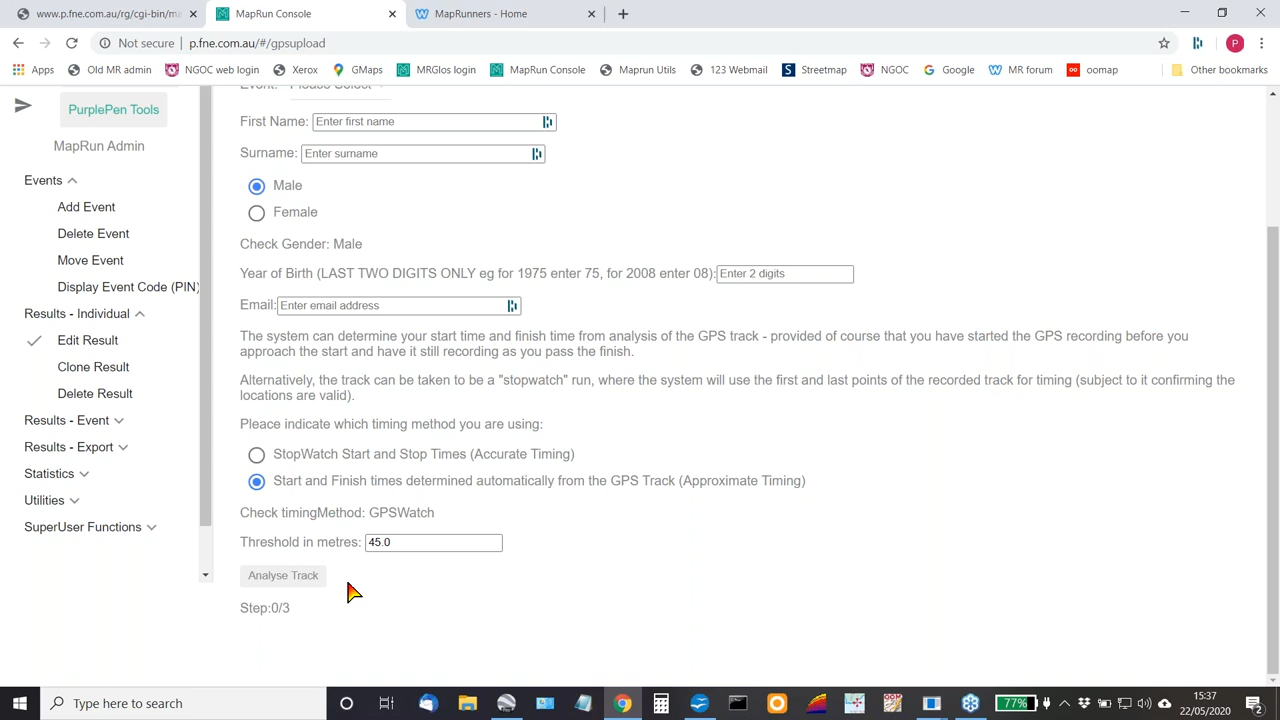 www.p.fne.com.au/rg/cgi-bin/m
MapRun Console
MapRunners - Home
Not secure
p.fne.com.au/#/gpsupload
P
Apps
Old MR admin
NGOC web login
Xerox
GMaps
MRGlos login
MapRun Console
Maprun Utils
123 Webmail
Streetmap
NGOC
Google
MR forum
oomap
Other bookmarks
PurplePen Tools
MapRun Admin
Events
Add Event
Delete Event
Move Event
Display Event Code (PIN)
Results - Individual
Edit Result
Clone Result
Delete Result
Results - Event
Results - Export
Statistics
Utilities
SuperUser Functions
Event: Please Select
First Name: Enter first name
Surname: Enter surname
Male
Female
Check Gender: Male
Year of Birth (LAST TWO DIGITS ONLY eg for 1975 enter 75, for 2008 enter 08): Enter 2 digits
Email: Enter email address
The system can determine your start time and finish time from analysis of the GPS track - provided of course that you have started the GPS recording before you
approach the start and have it still recording as you pass the finish.
Alternatively, the track can be taken to be a "stopwatch" run, where the system will use the first and last points of the recorded track for timing (subject to it confirming the
locations are valid).
Pleace indicate which timing method you are using:
StopWatch Start and Stop Times (Accurate Timing)
Start and Finish times determined automatically from the GPS Track (Approximate Timing)
Check timingMethod: GPSWatch
Threshold in metres: 45.0
Analyse Track
Step:0/3
Type here to search
77%
15:37
22/05/2020
2